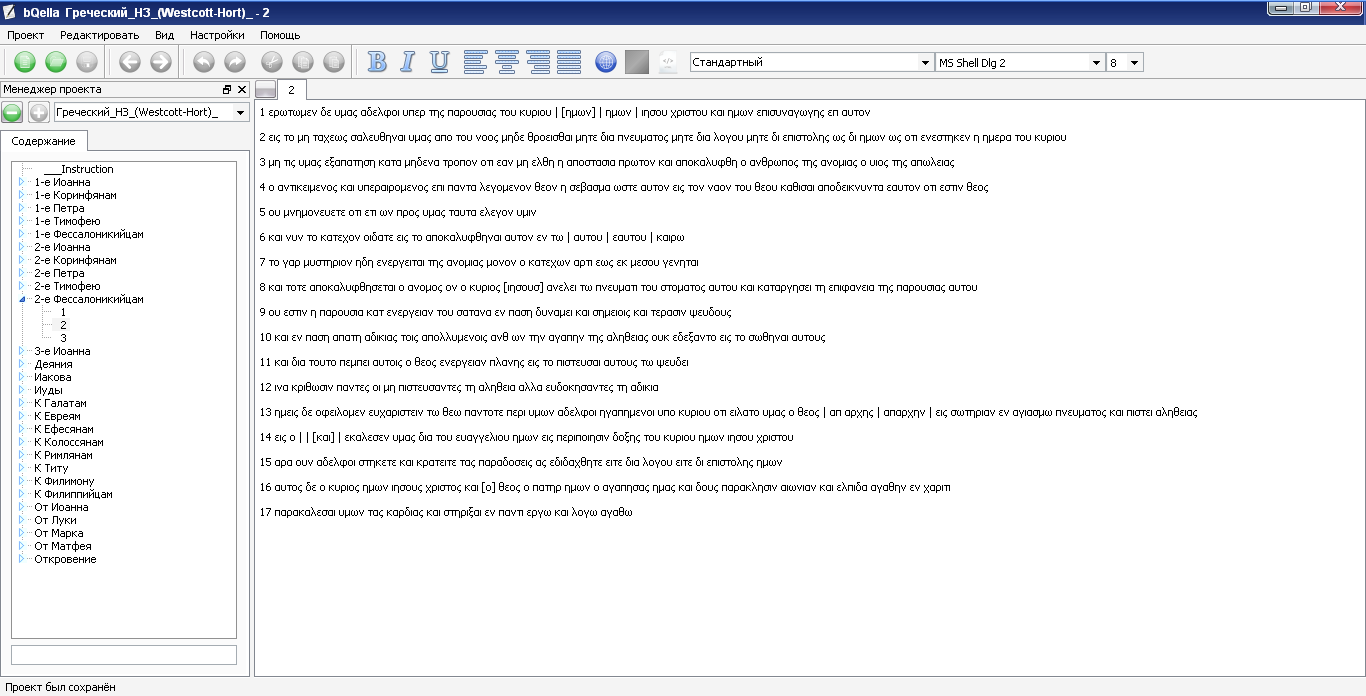 bQella Греческий_НЗ_(Westcott-Hort)_ - 2
Проект Редактировать Вид Настройки Помощь
B I U Стандартный MS Shell Dlg 2 8
Менеджер проекта
2
Греческий_НЗ_(Westcott-Hort)_
Содержание
___Instruction
1-е Иоанна
1-е Коринфянам
1-е Петра
1-е Тимофею
1-е Фессалоникийцам
2-е Иоанна
2-е Коринфянам
2-е Петра
2-е Тимофею
2-е Фессалоникийцам
1
2
3
3-е Иоанна
Деяния
Иакова
Иуды
К Галатам
К Евреям
К Ефесянам
К Колоссянам
К Римлянам
К Титу
К Филимону
К Филиппийцам
От Иоанна
От Луки
От Марка
От Матфея
Откровение
1 ερωτωμεν δε υμας αδελφοι υπερ της παρουσιας του κυριου | [ημων] | ημων | ιησου χριστου και ημων επισυναγωγης επ αυτον
2 εις το μη ταχεως σαλευθηναι υμας απο του νοος μηδε θροεισθαι μητε δια πνευματος μητε δια λογου μητε δι επιστολης ως δι ημων ως οτι ενεστηκεν η ημερα του κυριου
3 μη τις υμας εξαπατηση κατα μηδενα τροπον οτι εαν μη ελθη η αποστασια πρωτον και αποκαλυφθη ο ανθρωπος της ανομιας ο υιος της απωλειας
4 ο αντικειμενος και υπεραιρομενος επι παντα λεγομενον θεον η σεβασμα ωστε αυτον εις τον ναον του θεου καθισαι αποδεικνυντα εαυτον οτι εστιν θεος
5 ου μνημονευετε οτι ετι ων προς υμας ταυτα ελεγον υμιν
6 και νυν το κατεχον οιδατε εις το αποκαλυφθηναι αυτον εν τω | αυτου | εαυτου | καιρω
7 το γαρ μυστηριον ηδη ενεργειται της ανομιας μονον ο κατεχων αρτι εως εκ μεσου γενηται
8 και τοτε αποκαλυφθησεται ο ανομος ον ο κυριος [ιησουσ] ανελει τω πνευματι του στοματος αυτου και καταργησει τη επιφανεια της παρουσιας αυτου
9 ου εστιν η παρουσια κατ ενεργειαν του σατανα εν παση δυναμει και σημειοις και τερασιν ψευδους
10 και εν παση απατη αδικιας τοις απολλυμενοις ανθ ων την αγαπην της αληθειας ουκ εδεξαντο εις το σωθηναι αυτους
11 και δια τουτο πεμπει αυτοις ο θεος ενεργειαν πλανης εις το πιστευσαι αυτους τω ψευδει
12 ινα κριθωσιν παντες οι μη πιστευσαντες τη αληθεια αλλα ευδοκησαντες τη αδικια
13 ημεις δε οφειλομεν ευχαριστειν τω θεω παντοτε περι υμων αδελφοι ηγαπημενοι υπο κυριου οτι ειλατο υμας ο θεος | απ αρχης | απαρχην | εις σωτηριαν εν αγιασμω πνευματος και πιστει αληθειας
14 εις ο | | [και] | εκαλεσεν υμας δια του ευαγγελιου ημων εις περιποιησιν δοξης του κυριου ημων ιησου χριστου
15 αρα ουν αδελφοι στηκετε και κρατειτε τας παραδοσεις ας εδιδαχθητε ειτε δια λογου ειτε δι επιστολης ημων
16 αυτος δε ο κυριος ημων ιησους χριστος και [ο] θεος ο πατηρ ημων ο αγαπησας ημας και δους παρακλησιν αιωνιαν και ελπιδα αγαθην εν χαριτι
17 παρακαλεσαι υμων τας καρδιας και στηριξαι εν παντι εργω και λογω αγαθω
Проект был сохранён